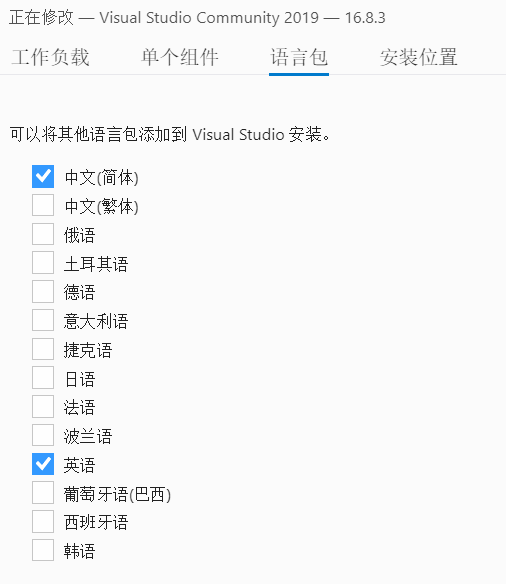 正在修改 — Visual Studio Community 2019 — 16.8.3
工作负载 单个组件 语言包 安装位置
可以将其他语言包添加到 Visual Studio 安装。
中文(简体)
中文(繁体)
俄语
土耳其语
德语
意大利语
捷克语
日语
法语
波兰语
英语
葡萄牙语(巴西)
西班牙语
韩语